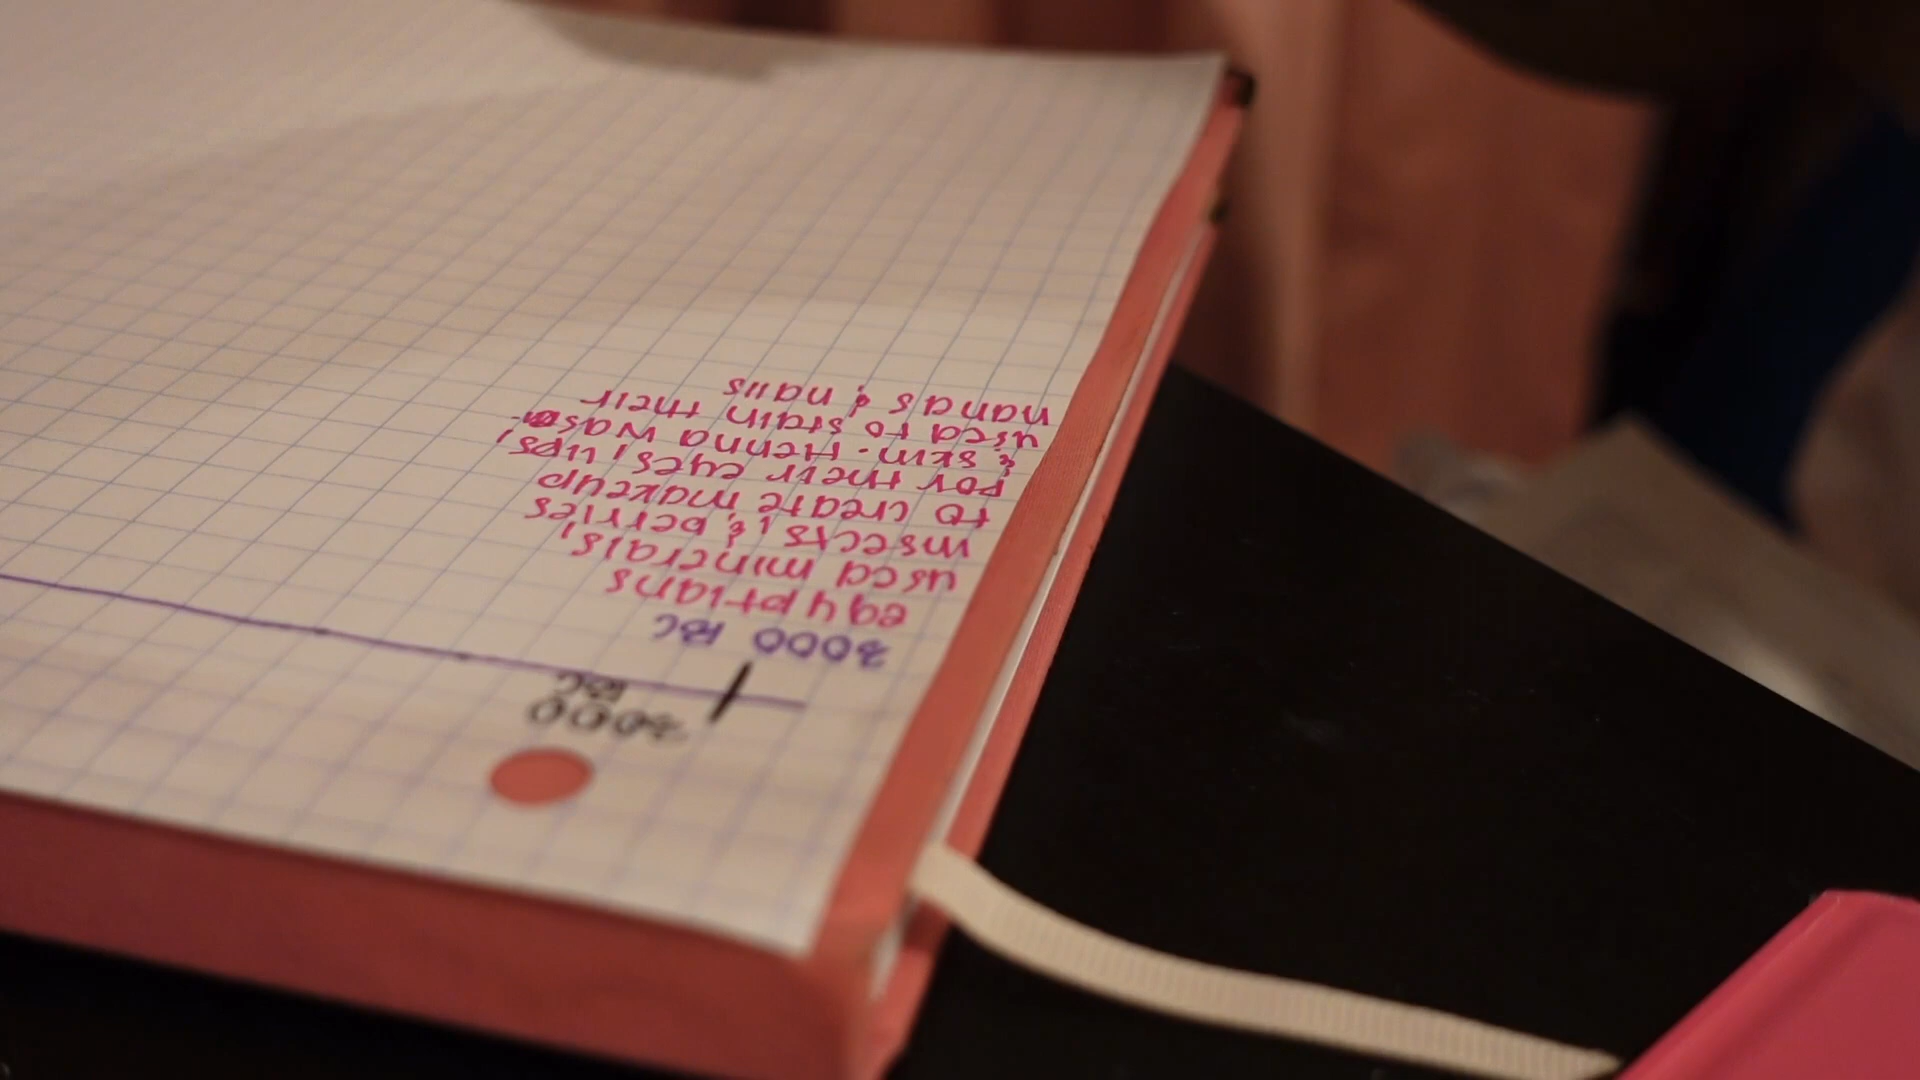 3000
BC
3000 BC
egyptians
used minerals,
insects, & berries
to create makeup
for their eyes, lips,
& skin. Henna was
used to stain their
hands & nails